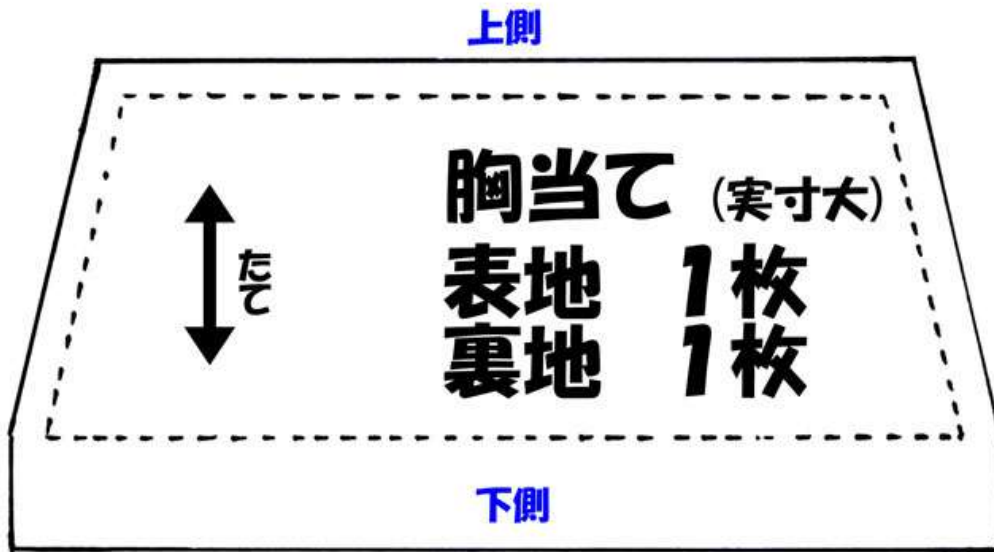 上側
胸当て (実寸大)
たて
表地 1枚
裏地 1枚
下側